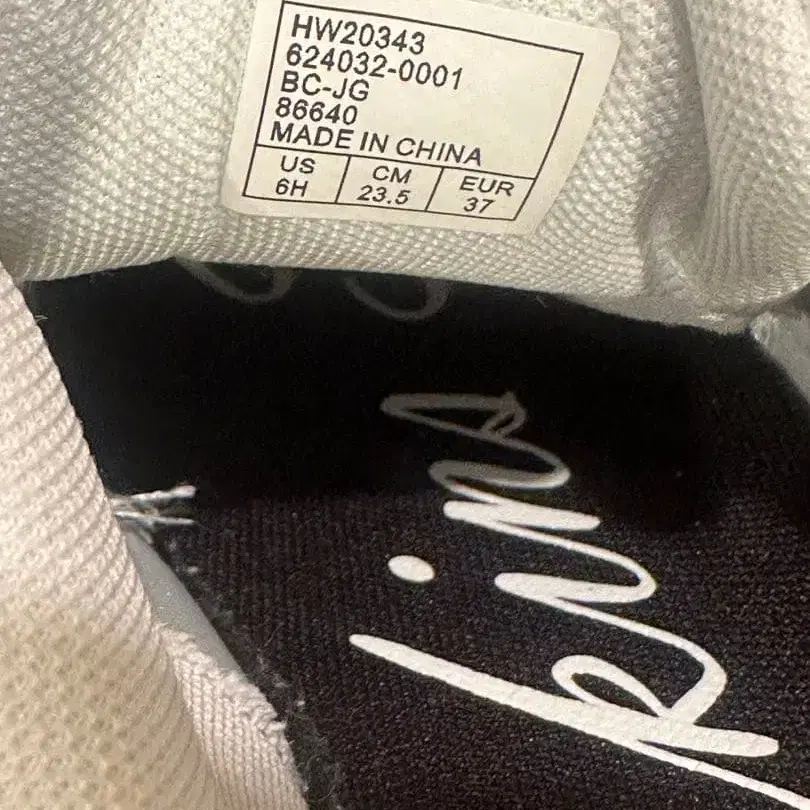 HW20343
624032-0001
BC-JG
86640
MADE IN CHINA
US CM EUR
6H 23.5 37